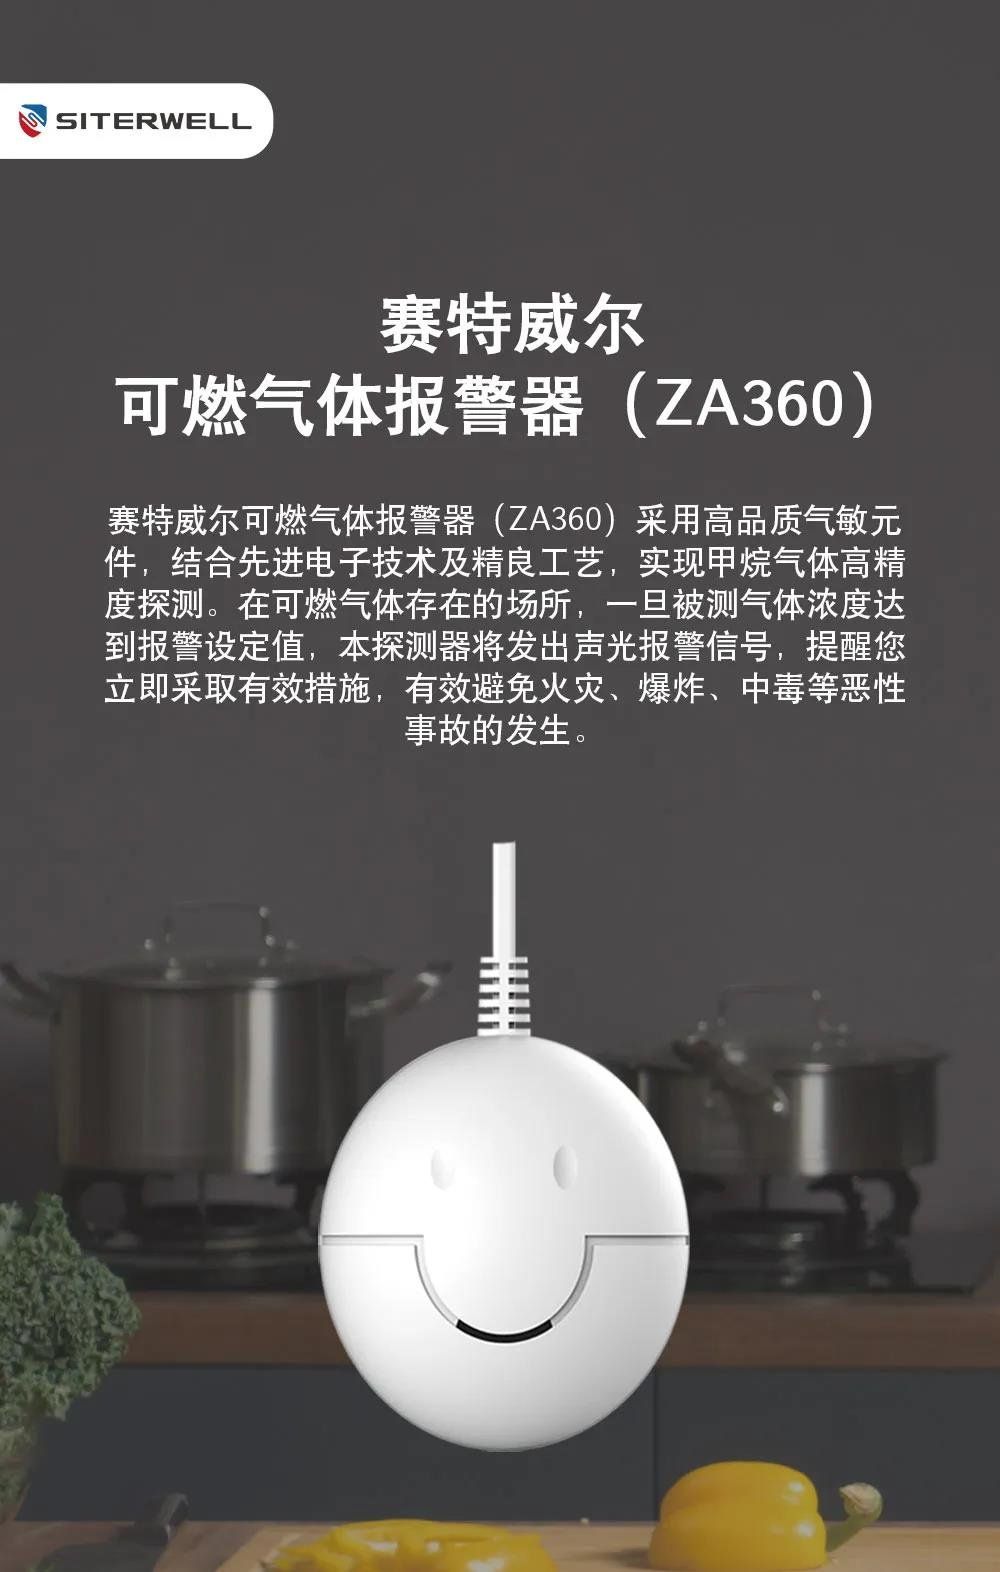 SITERWELL
赛特威尔
可燃气体报警器（ZA360）
赛特威尔可燃气体报警器（ZA360）采用高品质气敏元
件，结合先进电子技术及精良工艺，实现甲烷气体高精
度探测。在可燃气体存在的场所，一旦被测气体浓度达
到报警设定值，本探测器将发出声光报警信号，提醒您
立即采取有效措施，有效避免火灾、爆炸、中毒等恶性
事故的发生。